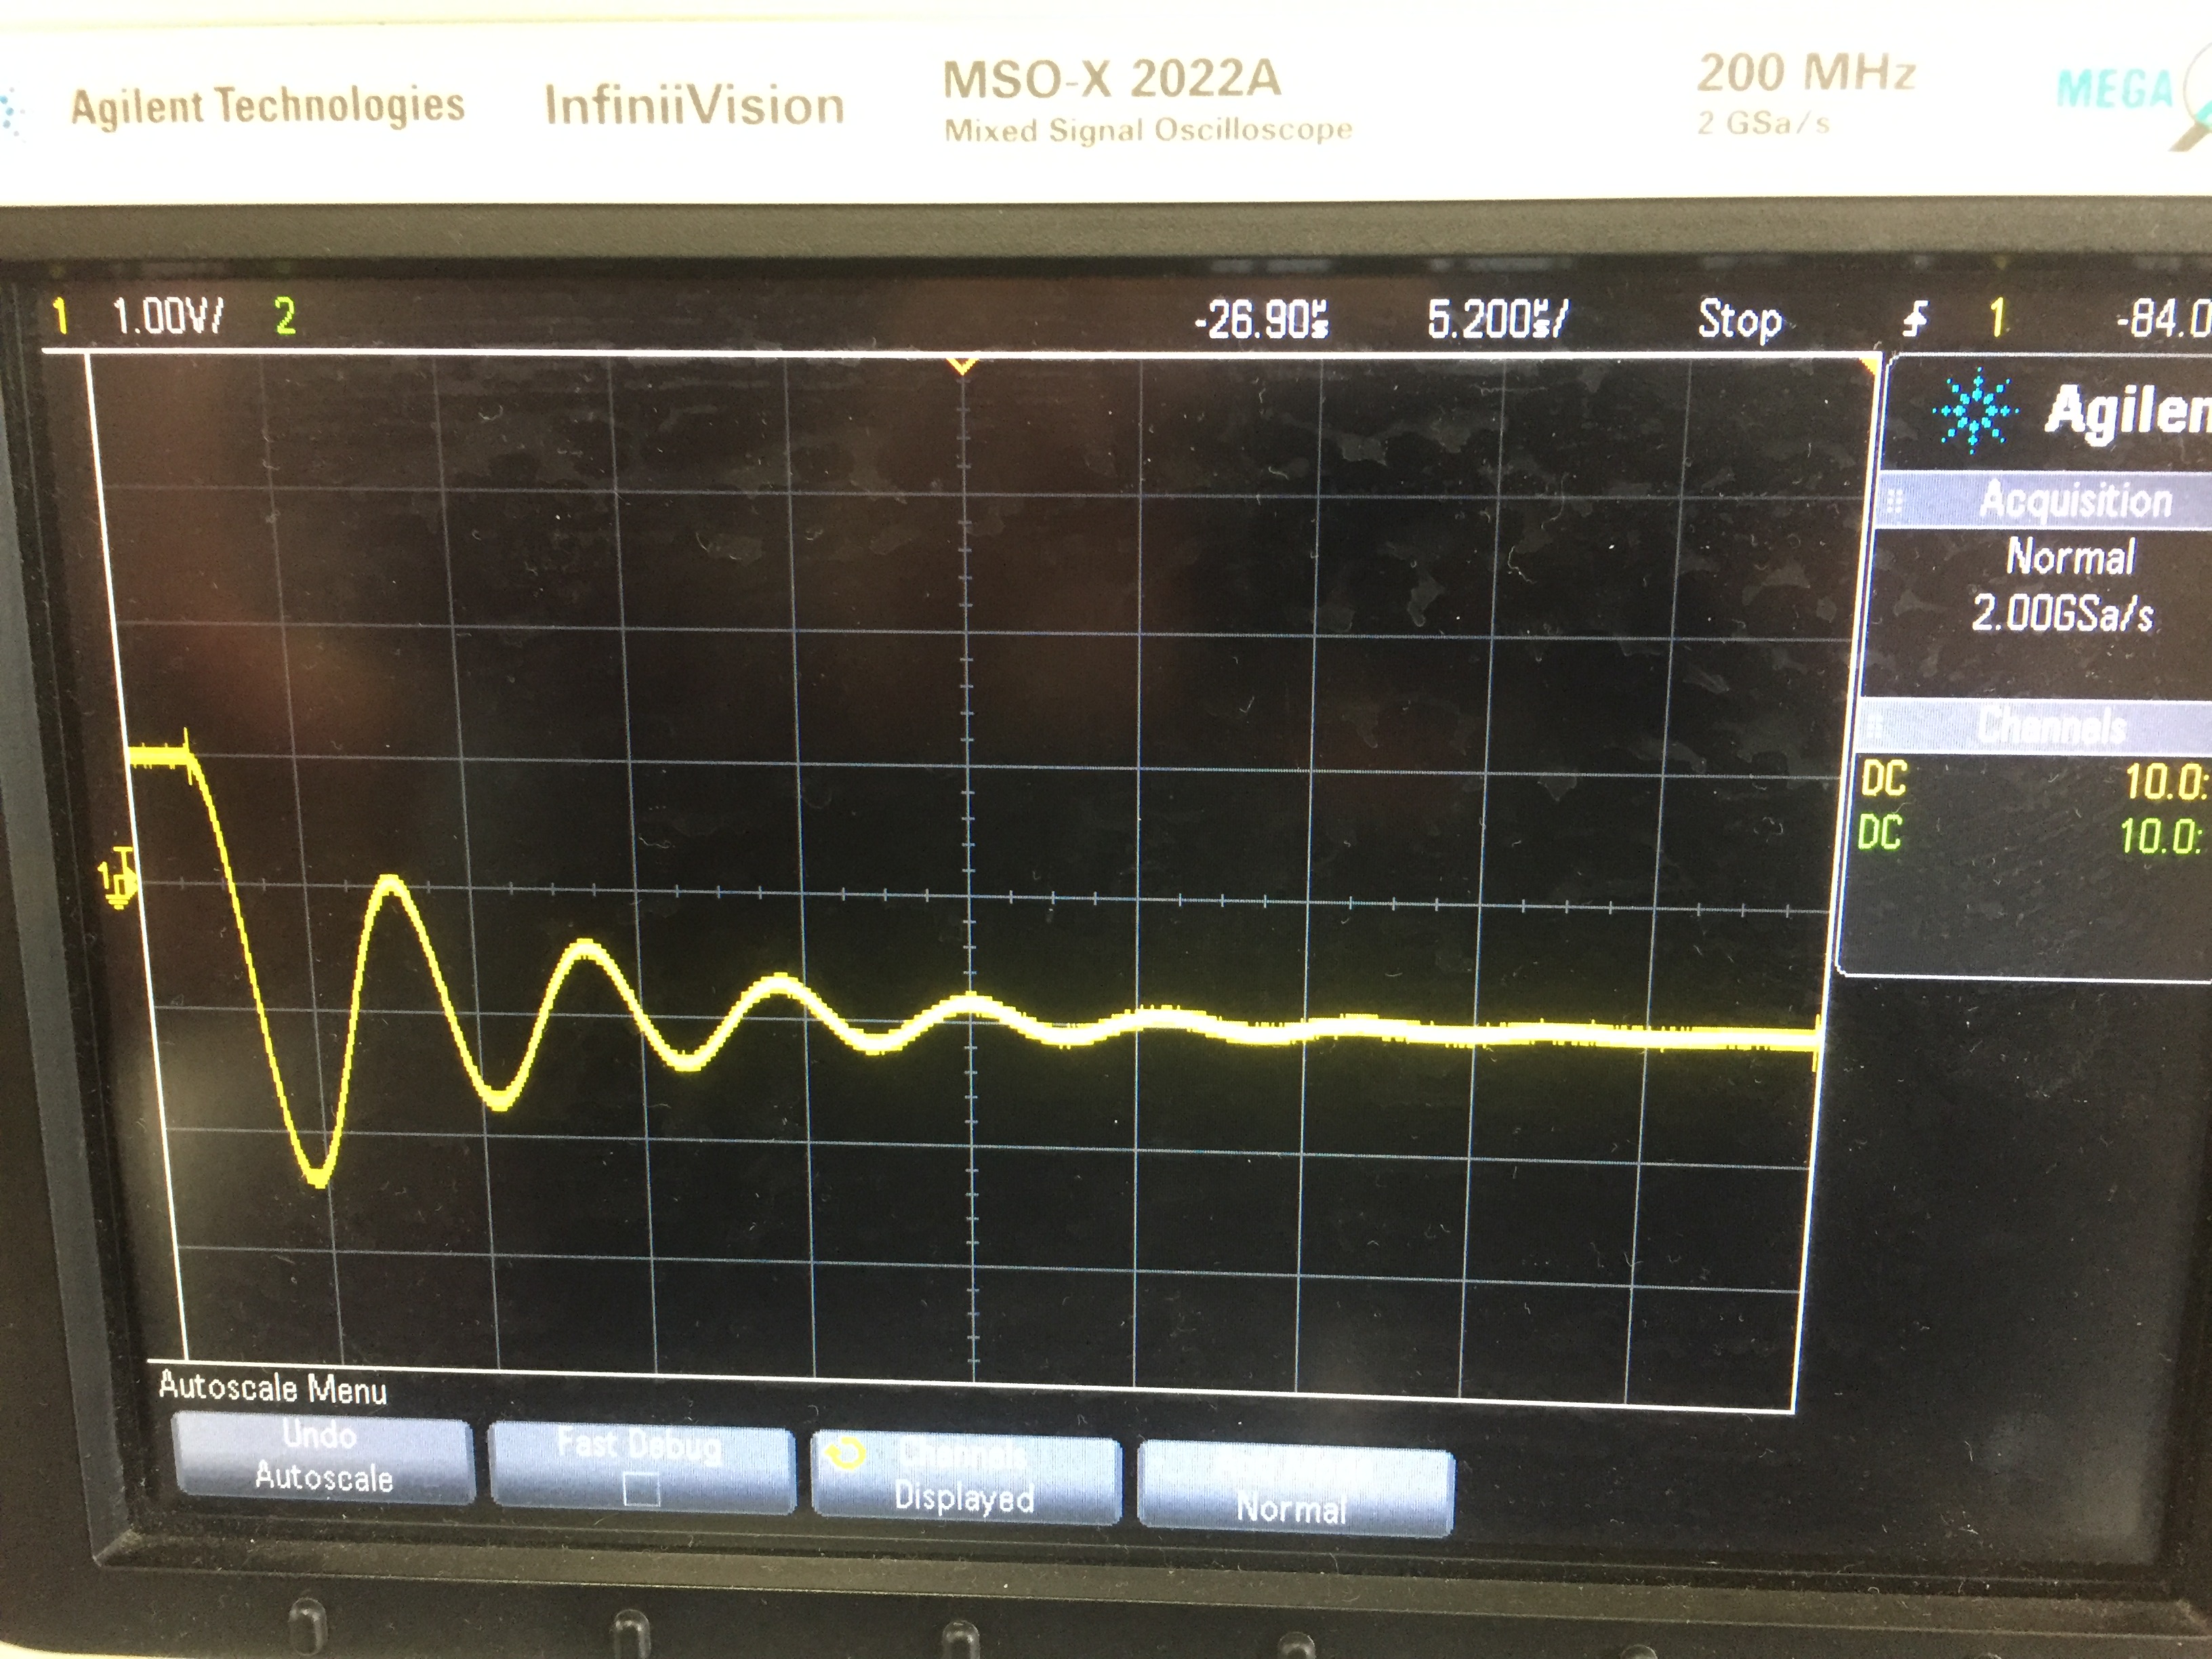 Agilent Technologies InfiniiVision MSO-X 2022A 200 MHz MEGA
Mixed Signal Oscilloscope 2 GSa/s
1 1.00V/ 2 -26.90µs 5.200µs/ Stop 1 -84.0
Agilen
Acquisition
Normal
2.00GSa/s
Channels
DC 10.0:
DC 10.0:
1
Autoscale Menu
Undo
Autoscale
Fast Debug
Channels
Displayed
Normal